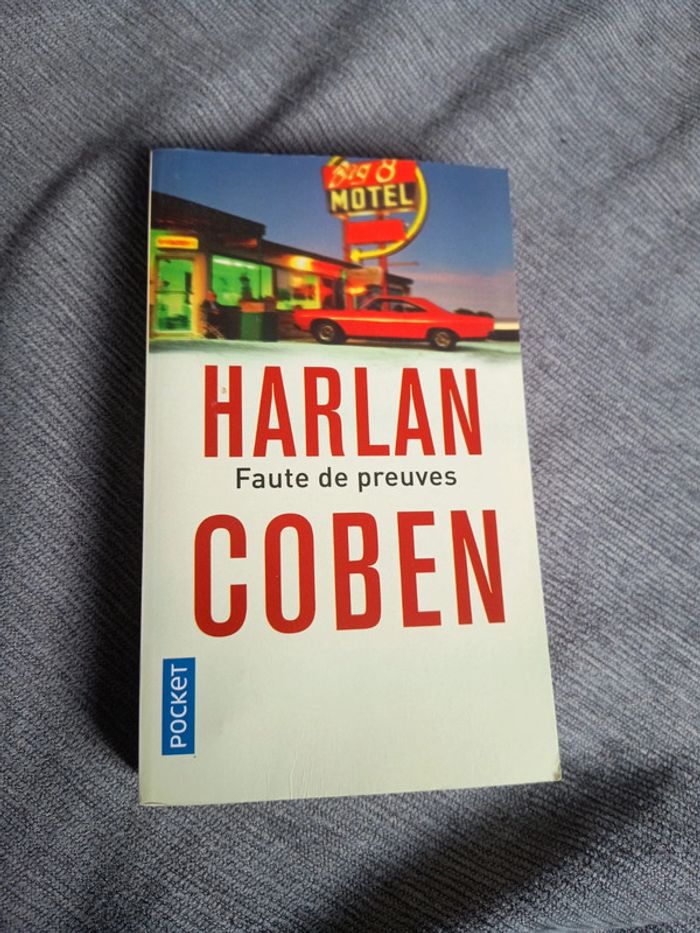 Big 8
MOTEL
HARLAN
Faute de preuves
COBEN
POCKET